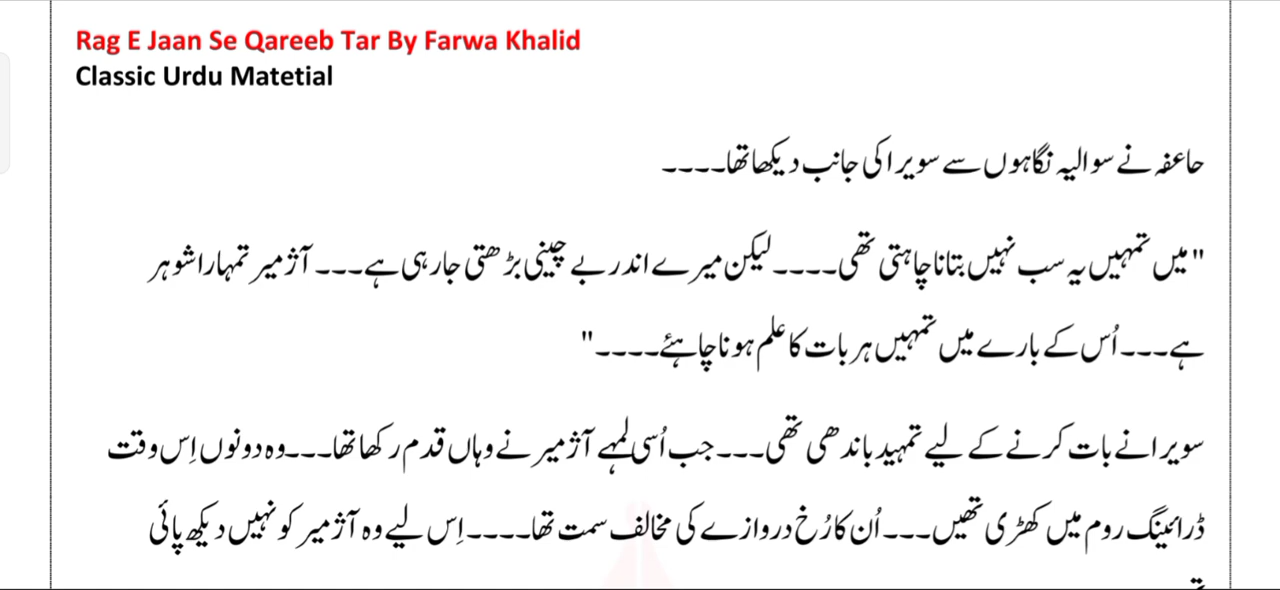 Rag E Jaan Se Qareeb Tar By Farwa Khalid
Classic Urdu Matetial
حاعفہ نے سوالیہ نگاہوں سے سویرا کی جانب دیکھا تھا۔۔۔۔
"میں تمہیں یہ سب نہیں بتانا چاہتی تھی۔۔۔۔ لیکن میرے اندر بے چینی بڑھتی جارہی ہے۔۔۔ آژمیر تمہارا شوہر
ہے۔۔۔اُس کے بارے میں تمہیں ہر بات کا علم ہونا چاہئے۔۔۔۔"
سویرا نے بات کرنے کے لیے تمہید باندھی تھی۔۔۔جب اُسی لمحے آژمیر نے وہاں قدم رکھا تھا۔۔۔وہ دونوں اِس وقت
ڈرائینگ روم میں کھڑی تھیں۔۔۔اُن کا رُخ دروازے کی مخالف سمت تھا۔۔۔۔اِس لیے وہ آژمیر کو نہیں دیکھ پائی